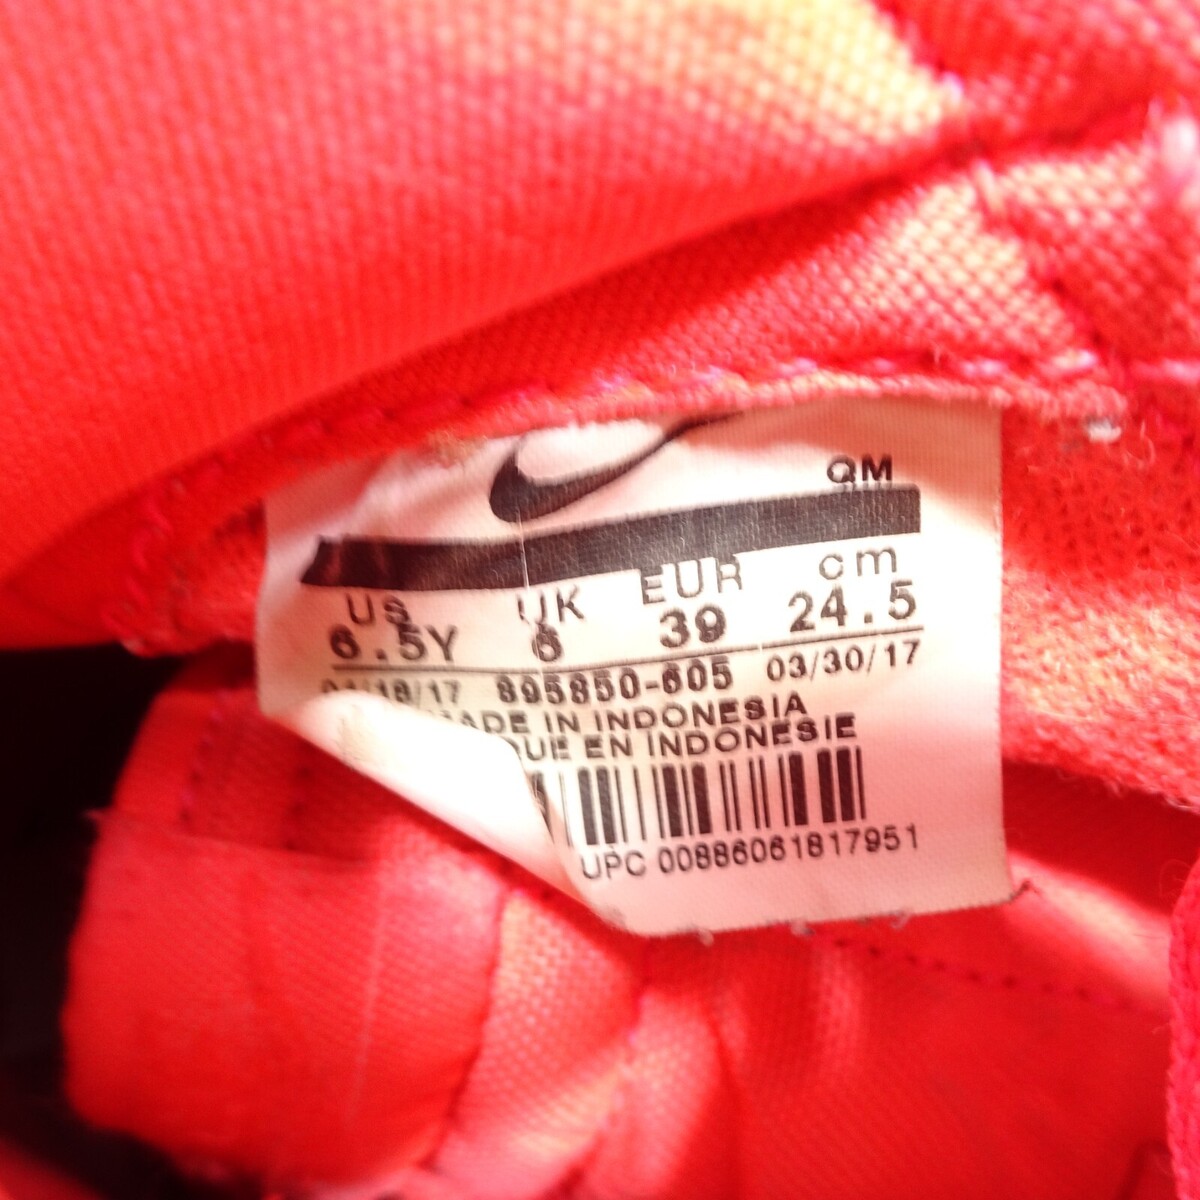 QM
US UK EUR cm
6.5Y 6 39 24.5
/17 895850-605 03/30/17
MADE IN INDONESIA
QUE EN INDONESIE
UPC 00886061817951